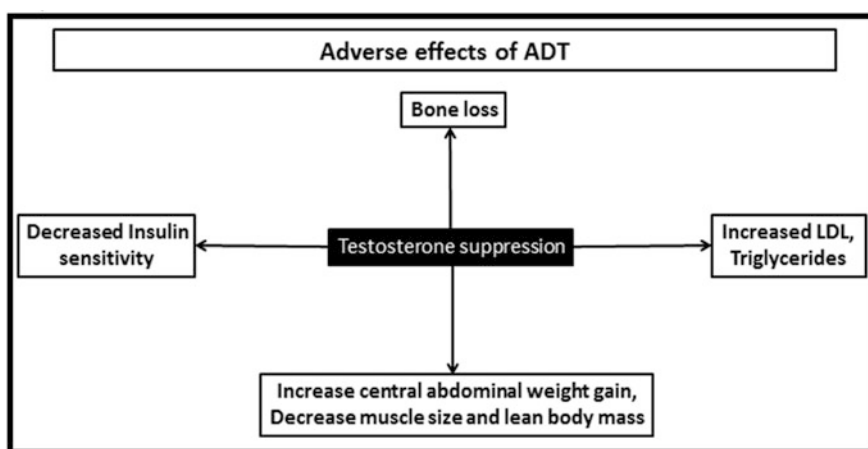 Adverse effects of ADT
Bone loss
Decreased Insulin
sensitivity
Testosterone suppression
Increased LDL,
Triglycerides
Increase central abdominal weight gain,
Decrease muscle size and lean body mass